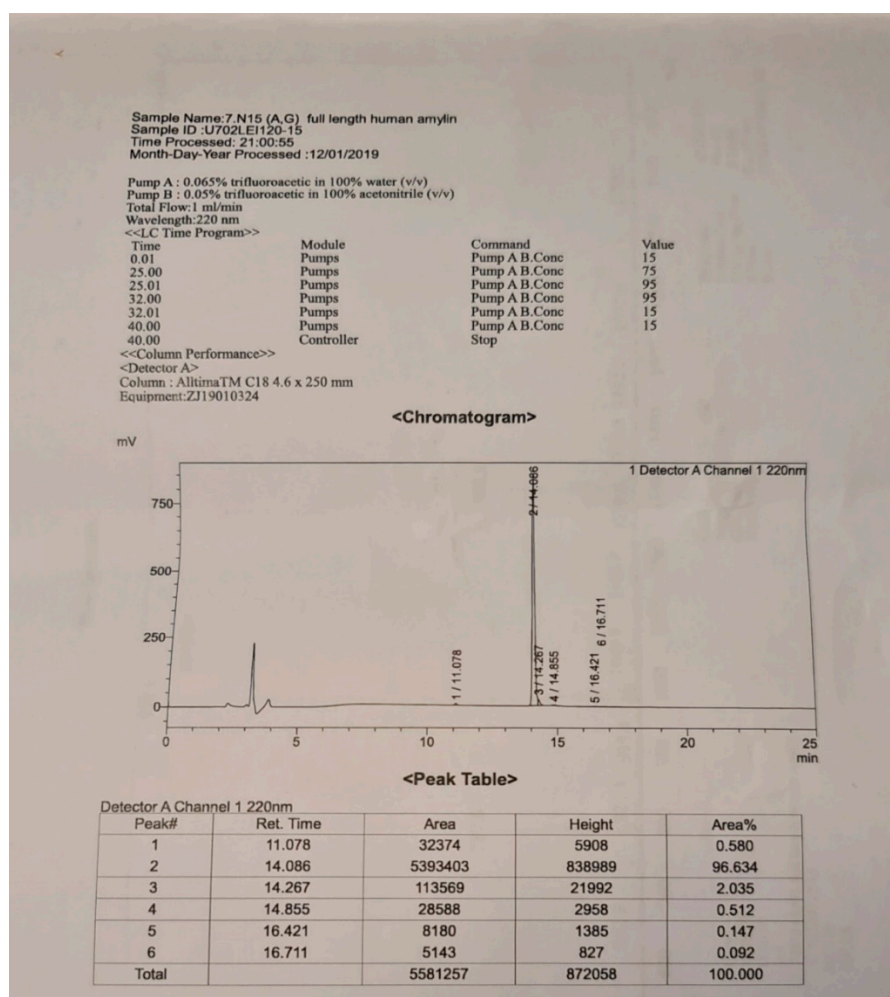 Sample Name:7.N15 (A,G) full length human amylin
Sample ID :U702LEI120-15
Time Processed: 21:00:55
Month-Day-Year Processed :12/01/2019
Pump A : 0.065% trifluoroacetic in 100% water (v/v)
Pump B : 0.05% trifluoroacetic in 100% acetonitrile (v/v)
Total Flow:1 ml/min
Wavelength:220 nm
<<LC Time Program>>
Time Module Command Value
0.01 Pumps Pump A B.Conc 15
25.00 Pumps Pump A B.Conc 75
25.01 Pumps Pump A B.Conc 95
32.00 Pumps Pump A B.Conc 95
32.01 Pumps Pump A B.Conc 15
40.00 Pumps Pump A B.Conc 15
40.00 Controller Stop
<<Column Performance>>
<Detector A>
Column : AlltimaTM C18 4.6 x 250 mm
Equipment:ZJ19010324
<Chromatogram>
mV
1 Detector A Channel 1 220nm
750
500
250
0
1 / 11.078
2 / 14.086
3 / 14.267
4 / 14.855
5 / 16.421
6 / 16.711
0 5 10 15 20 25
min
<Peak Table>
Detector A Channel 1 220nm
Peak# Ret. Time Area Height Area%
1 11.078 32374 5908 0.580
2 14.086 5393403 838989 96.634
3 14.267 113569 21992 2.035
4 14.855 28588 2958 0.512
5 16.421 8180 1385 0.147
6 16.711 5143 827 0.092
Total 5581257 872058 100.000